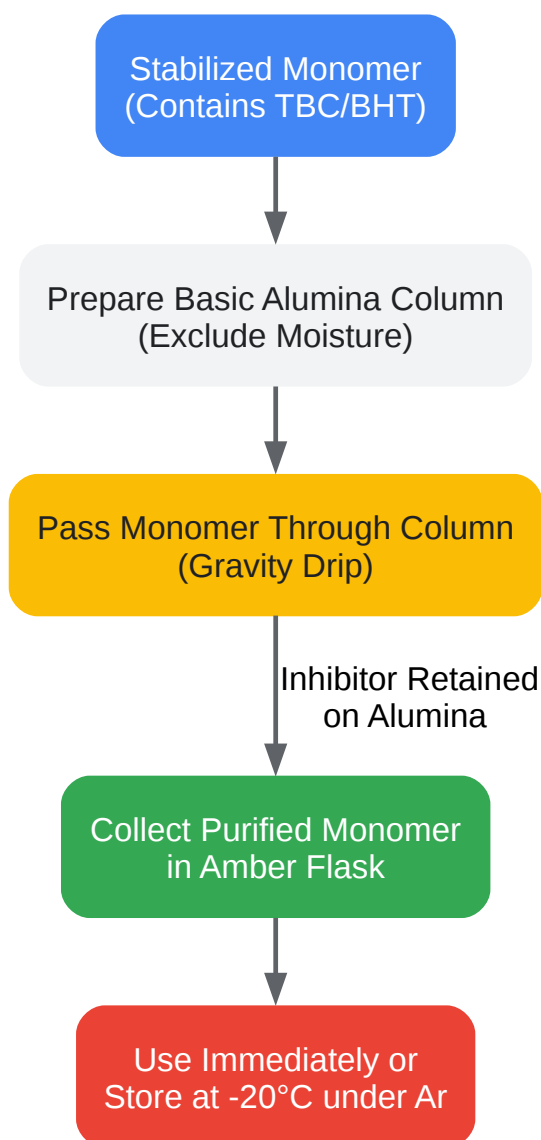 Stabilized Monomer
(Contains TBC/BHT)
Prepare Basic Alumina Column
(Exclude Moisture)
Pass Monomer Through Column
(Gravity Drip)
Inhibitor Retained
on Alumina
Collect Purified Monomer
in Amber Flask
Use Immediately or
Store at -20°C under Ar